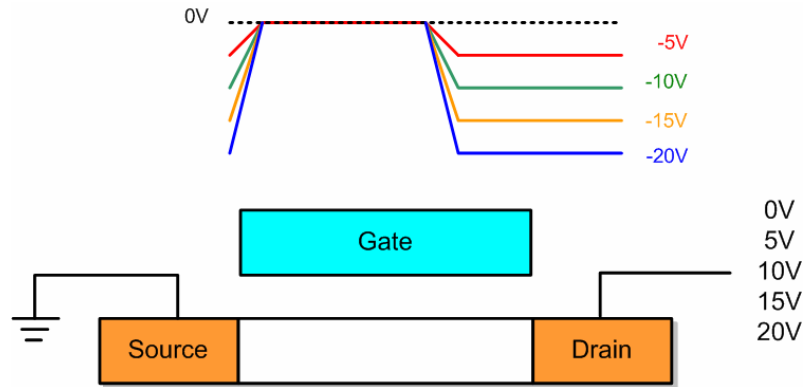 0V
-5V
-10V
-15V
-20V
Gate
0V
5V
10V
15V
20V
Source
Drain